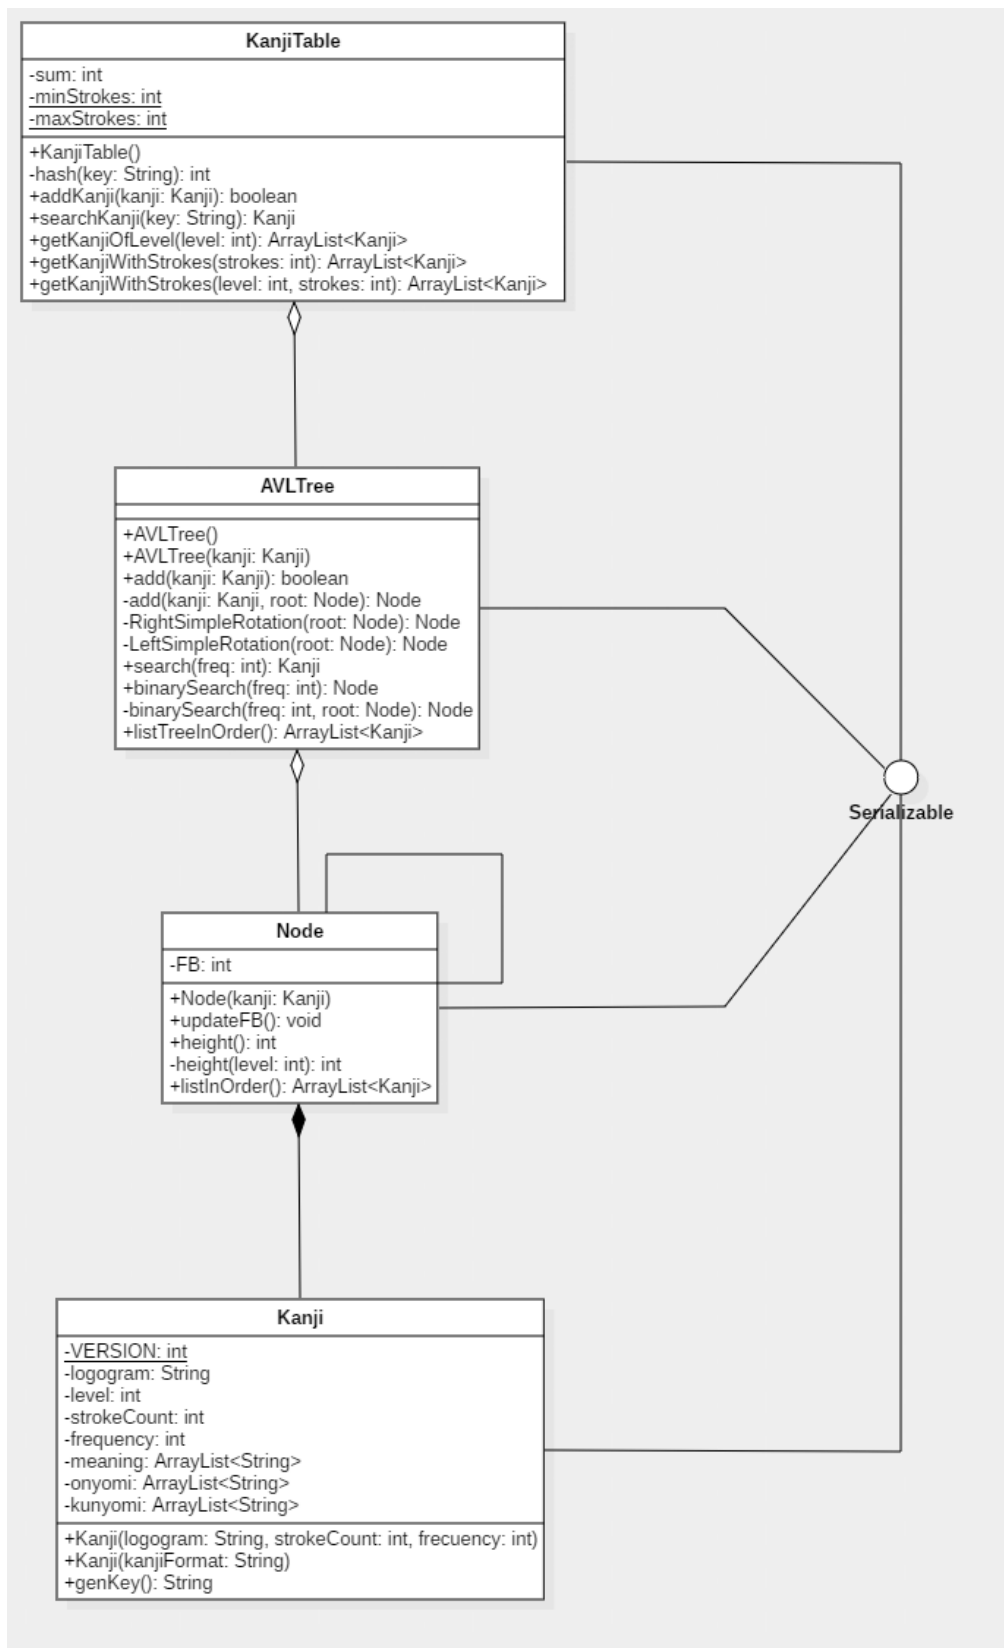 KanjiTable
-sum: int
-minStrokes: int
-maxStrokes: int
+KanjiTable()
-hash(key: String): int
+addKanji(kanji: Kanji): boolean
+searchKanji(key: String): Kanji
+getKanjiOfLevel(level: int): ArrayList<Kanji>
+getKanjiWithStrokes(strokes: int): ArrayList<Kanji>
+getKanjiWithStrokes(level: int, strokes: int): ArrayList<Kanji>
AVLTree
+AVLTree()
+AVLTree(kanji: Kanji)
+add(kanji: Kanji): boolean
-add(kanji: Kanji, root: Node): Node
-RightSimpleRotation(root: Node): Node
-LeftSimpleRotation(root: Node): Node
+search(freq: int): Kanji
+binarySearch(freq: int): Node
-binarySearch(freq: int, root: Node): Node
+listTreeInOrder(): ArrayList<Kanji>
Serializable
Node
-FB: int
+Node(kanji: Kanji)
+updateFB(): void
+height(): int
-height(level: int): int
+listInOrder(): ArrayList<Kanji>
Kanji
-VERSION: int
-logogram: String
-level: int
-strokeCount: int
-frequency: int
-meaning: ArrayList<String>
-onyomi: ArrayList<String>
-kunyomi: ArrayList<String>
+Kanji(logogram: String, strokeCount: int, frecuency: int)
+Kanji(kanjiFormat: String)
+genKey(): String